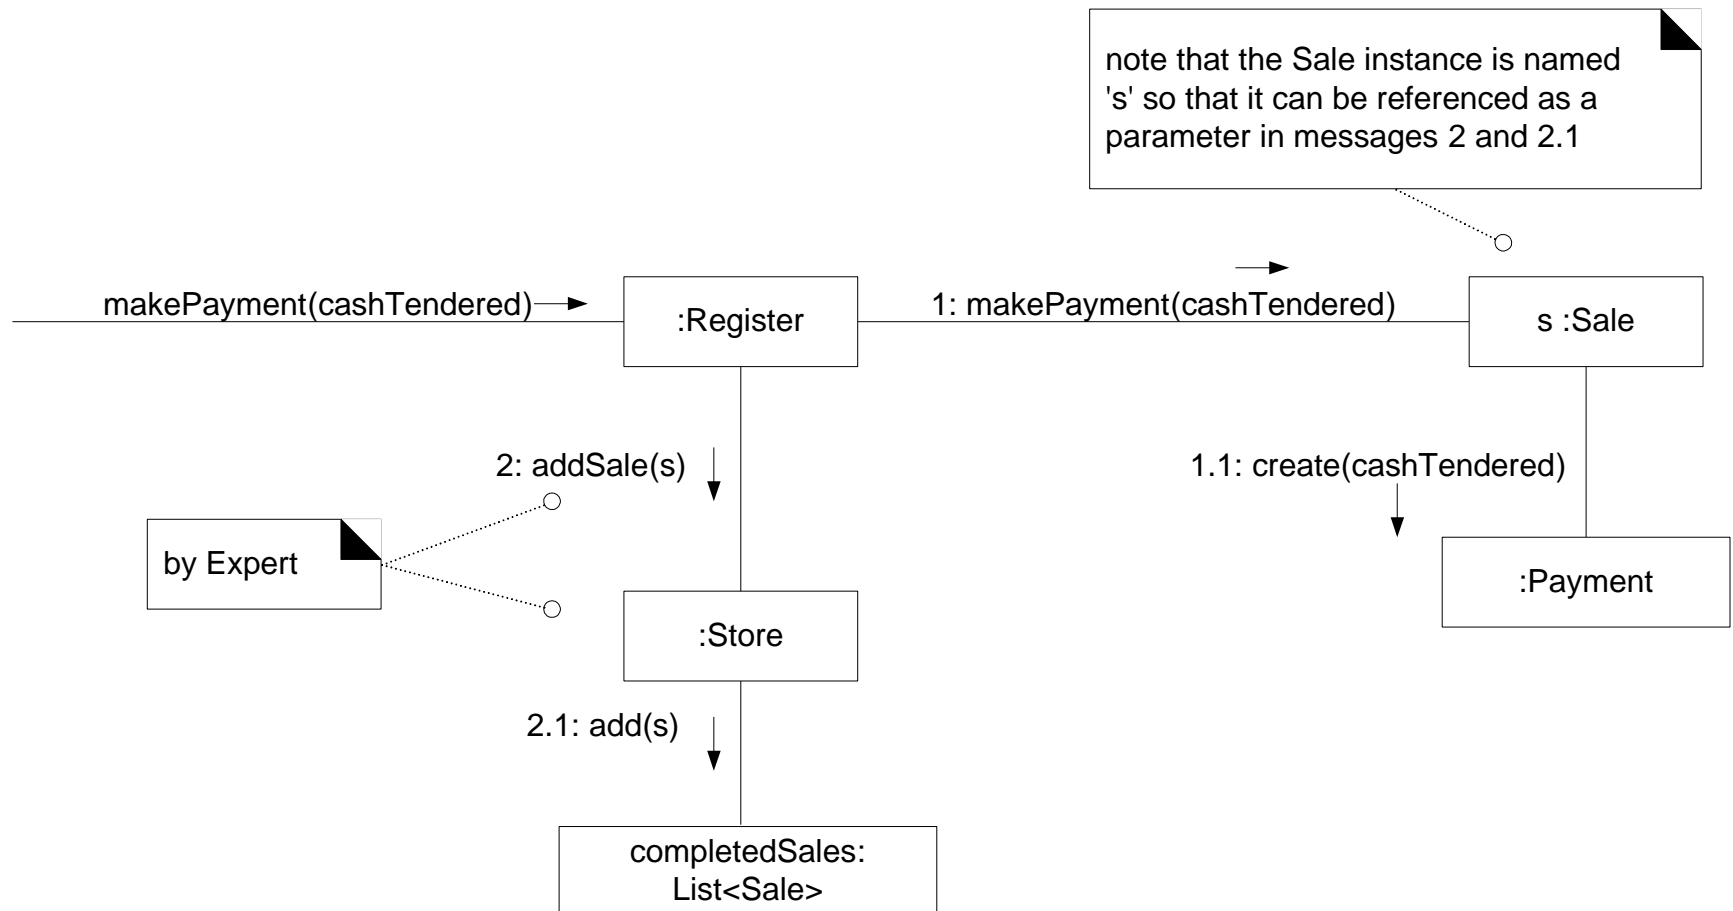 note that the Sale instance is named
's' so that it can be referenced as a
parameter in messages 2 and 2.1
makePayment(cashTendered)
:Register
1: makePayment(cashTendered)
s :Sale
2: addSale(s)
1.1: create(cashTendered)
by Expert
:Payment
:Store
2.1: add(s)
completedSales:
List<Sale>